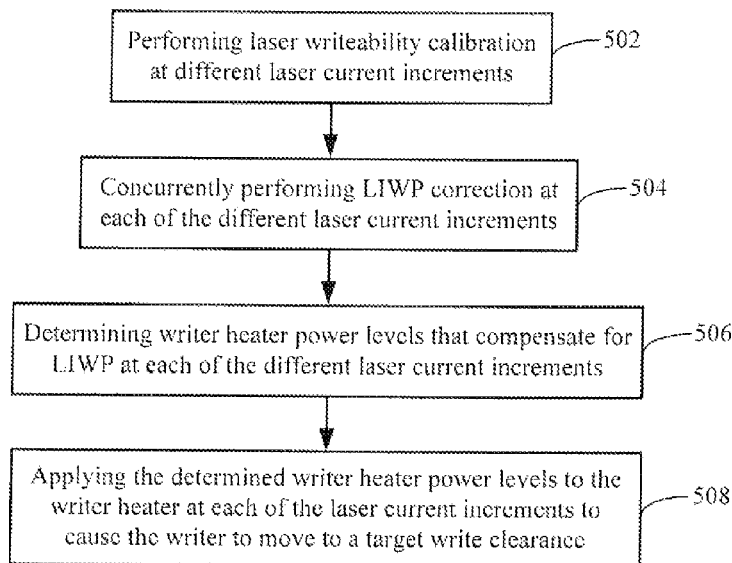 Performing laser writeability calibration
at different laser current increments
502
Concurrently performing LIWP correction at
each of the different laser current increments
504
Determining writer heater power levels that compensate for
LIWP at each of the different laser current increments
506
Applying the determined writer heater power levels to the
writer heater at each of the laser current increments to
cause the writer to move to a target write clearance
508